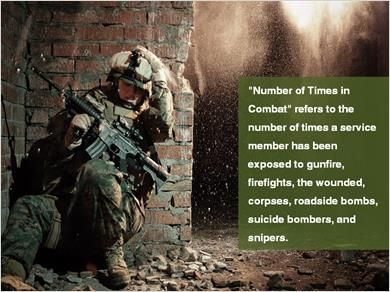 "Number of Times in
Combat" refers to the
number of times a service
member has been
exposed to gunfire,
firefights, the wounded,
corpses, roadside bombs,
suicide bombers, and
snipers.